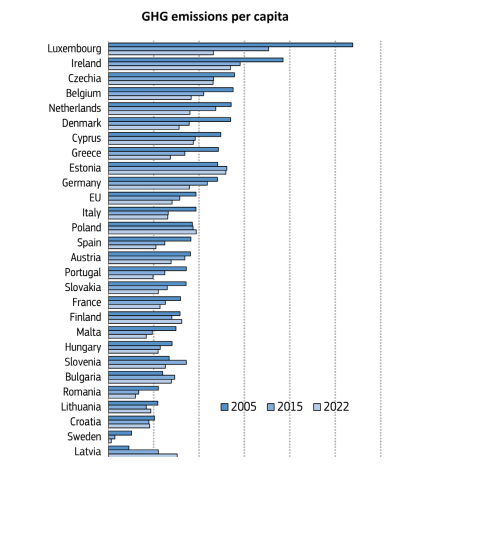 GHG emissions per capita
Luxembourg
Ireland
Czechia
Belgium
Netherlands
Denmark
Cyprus
Greece
Estonia
Germany
EU
Italy
Poland
Spain
Austria
Portugal
Slovakia
France
Finland
Malta
Hungary
Slovenia
Bulgaria
Romania
Lithuania
Croatia
Sweden
Latvia
2005 2015 2022